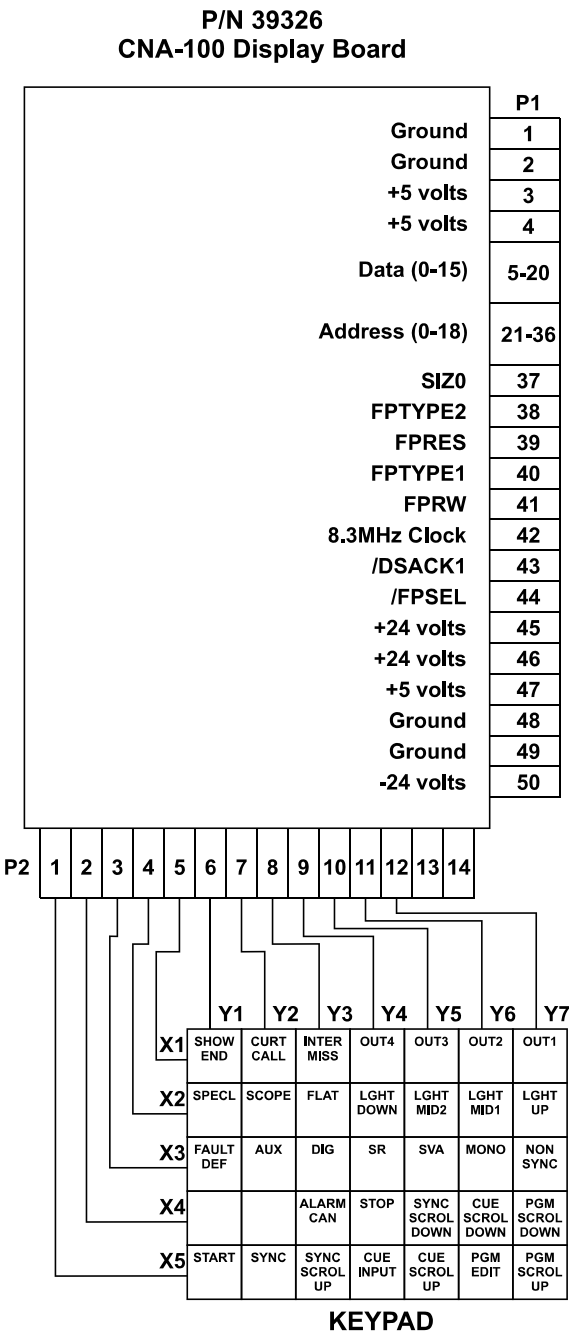 P/N 39326
CNA-100 Display Board
P1
Ground 1
Ground 2
+5 volts 3
+5 volts 4
Data (0-15) 5-20
Address (0-18) 21-36
SIZ0 37
FPTYPE2 38
FPRES 39
FPTYPE1 40
FPRW 41
8.3MHz Clock 42
/DSACK1 43
/FPSEL 44
+24 volts 45
+24 volts 46
+5 volts 47
Ground 48
Ground 49
-24 volts 50
P2 1 2 3 4 5 6 7 8 9 10 11 12 13 14
Y1 Y2 Y3 Y4 Y5 Y6 Y7
X1 SHOW CURT INTER OUT4 OUT3 OUT2 OUT1
END CALL MISS
X2 SPECL SCOPE FLAT LGHT LGHT LGHT LGHT
DOWN MID2 MID1 UP
X3 FAULT AUX DIG SR SVA MONO NON
DEF SYNC
X4 ALARM STOP SYNC CUE PGM
CAN SCROL SCROL SCROL
DOWN DOWN DOWN
X5 START SYNC SYNC CUE CUE PGM PGM
SCROL INPUT SCROL EDIT SCROL
UP UP UP
KEYPAD